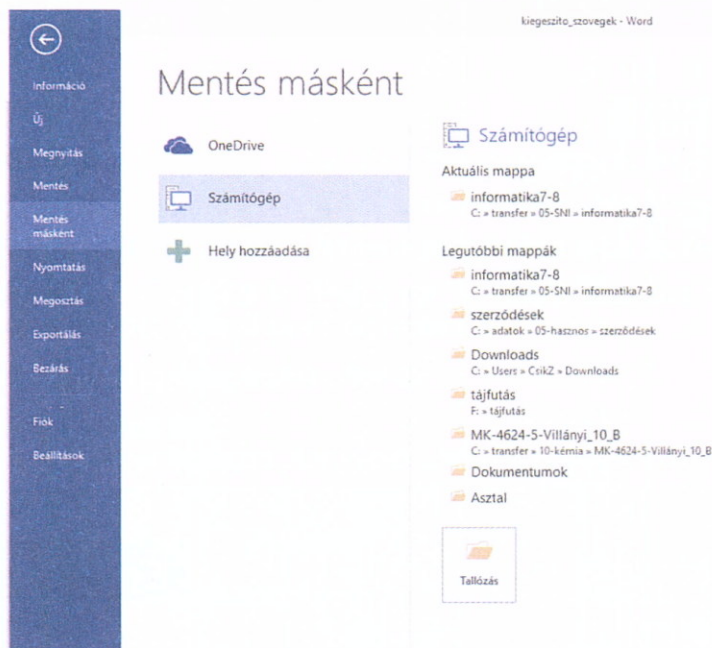 kiegeszito_szovegek - Word
Információ
Új
Megnyitás
Mentés
Mentés
másként
Nyomtatás
Megosztás
Exportálás
Bezárás
Fiók
Beállítások
Mentés másként
OneDrive
Számítógép
Hely hozzáadása
Számítógép
Aktuális mappa
informatika7-8
C: » transfer » 05-SNI » informatika7-8
Legutóbbi mappák
informatika7-8
C: » transfer » 05-SNI » informatika7-8
szerződések
C: » adatok » 05-hasznos » szerződések
Downloads
C: » Users » CsikZ » Downloads
tájfutás
F: » tájfutás
MK-4624-5-Villányi_10_B
C: » transfer » 10-kémia » MK-4624-5-Villányi_10_B
Dokumentumok
Asztal
Tallózás